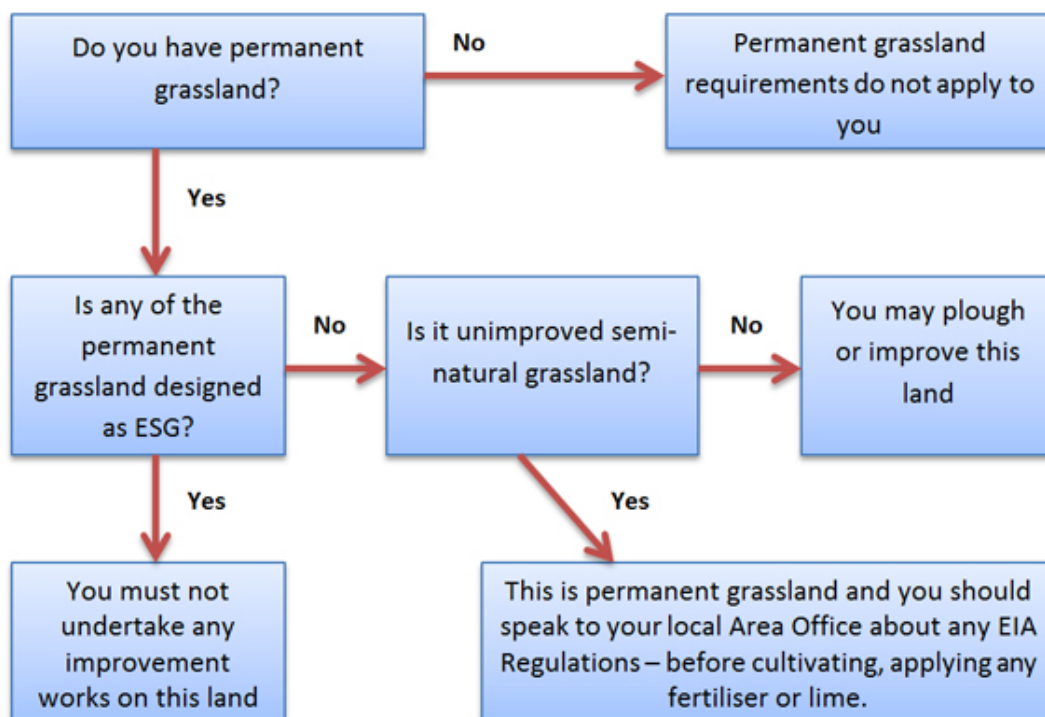 Do you have permanent
grassland?
No
Permanent grassland
requirements do not apply to
you
Yes
Is any of the
permanent
grassland designed
as ESG?
No
Is it unimproved semi-
natural grassland?
No
You may plough
or improve this
land
Yes
You must not
undertake any
improvement
works on this land
Yes
This is permanent grassland and you should
speak to your local Area Office about any EIA
Regulations – before cultivating, applying any
fertiliser or lime.